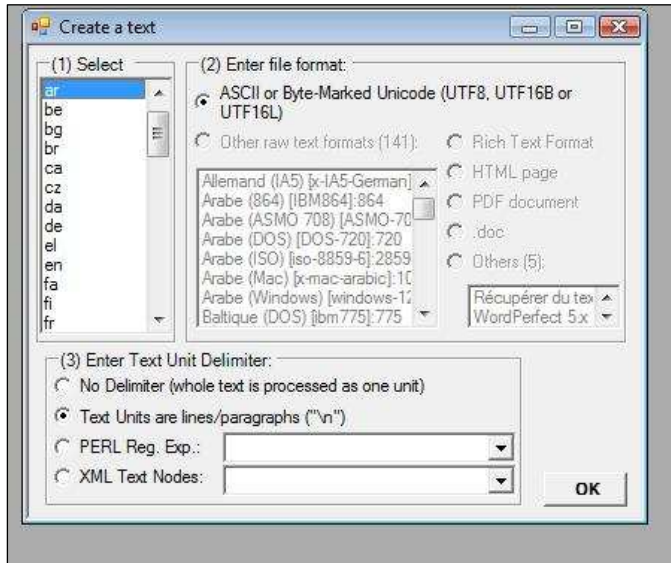 Create a text
(1) Select
ar
be
bg
br
ca
cz
da
de
el
en
fa
fi
fr
(2) Enter file format:
ASCII or Byte-Marked Unicode (UTF8, UTF16B or
UTF16L)
Other raw text formats (141):
Allemand (IA5) [x-IA5-German]
Arabe (864) [IBM864]:864
Arabe (ASMO 708) [ASMO-70
Arabe (DOS) [DOS-720]:720
Arabe (ISO) [iso-8859-6]:2859
Arabe (Mac) [x-mac-arabic]:10
Arabe (Windows) [windows-12
Baltique (DOS) [ibm775]:775
Rich Text Format
HTML page
PDF document
.doc
Others (5):
Récupérer du tex
WordPerfect 5.x
(3) Enter Text Unit Delimiter:
No Delimiter (whole text is processed as one unit)
Text Units are lines/paragraphs ("\n")
PERL Reg. Exp.:
XML Text Nodes:
OK